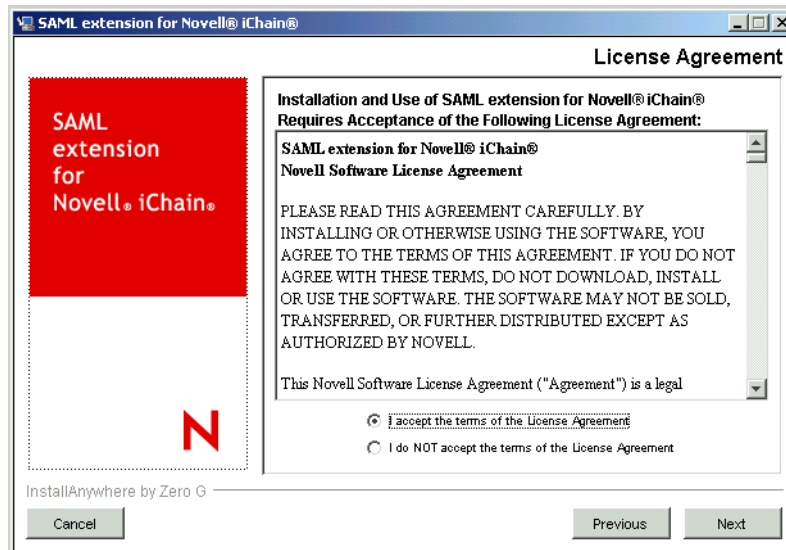 SAML extension for Novell® iChain®
License Agreement
SAML
extension
for
Novell® iChain®
N
Installation and Use of SAML extension for Novell® iChain®
Requires Acceptance of the Following License Agreement:
SAML extension for Novell® iChain®
Novell Software License Agreement
PLEASE READ THIS AGREEMENT CAREFULLY. BY
INSTALLING OR OTHERWISE USING THE SOFTWARE, YOU
AGREE TO THE TERMS OF THIS AGREEMENT. IF YOU DO NOT
AGREE WITH THESE TERMS, DO NOT DOWNLOAD, INSTALL
OR USE THE SOFTWARE. THE SOFTWARE MAY NOT BE SOLD,
TRANSFERRED, OR FURTHER DISTRIBUTED EXCEPT AS
AUTHORIZED BY NOVELL.
This Novell Software License Agreement ("Agreement") is a legal
I accept the terms of the License Agreement
I do NOT accept the terms of the License Agreement
InstallAnywhere by Zero G
Cancel
Previous
Next